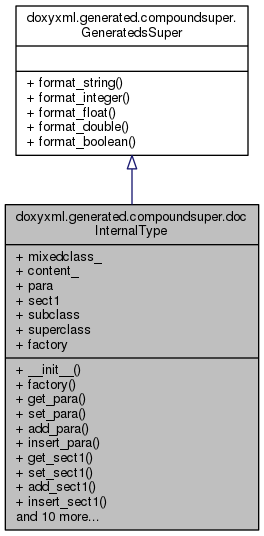 doxyxml.generated.compoundsuper.
GeneratedsSuper
+ format_string()
+ format_integer()
+ format_float()
+ format_double()
+ format_boolean()
doxyxml.generated.compoundsuper.doc
InternalType
+ mixedclass_
+ content_
+ para
+ sect1
+ subclass
+ superclass
+ factory
+ __init__()
+ factory()
+ get_para()
+ set_para()
+ add_para()
+ insert_para()
+ get_sect1()
+ set_sect1()
+ add_sect1()
+ insert_sect1()
and 10 more...